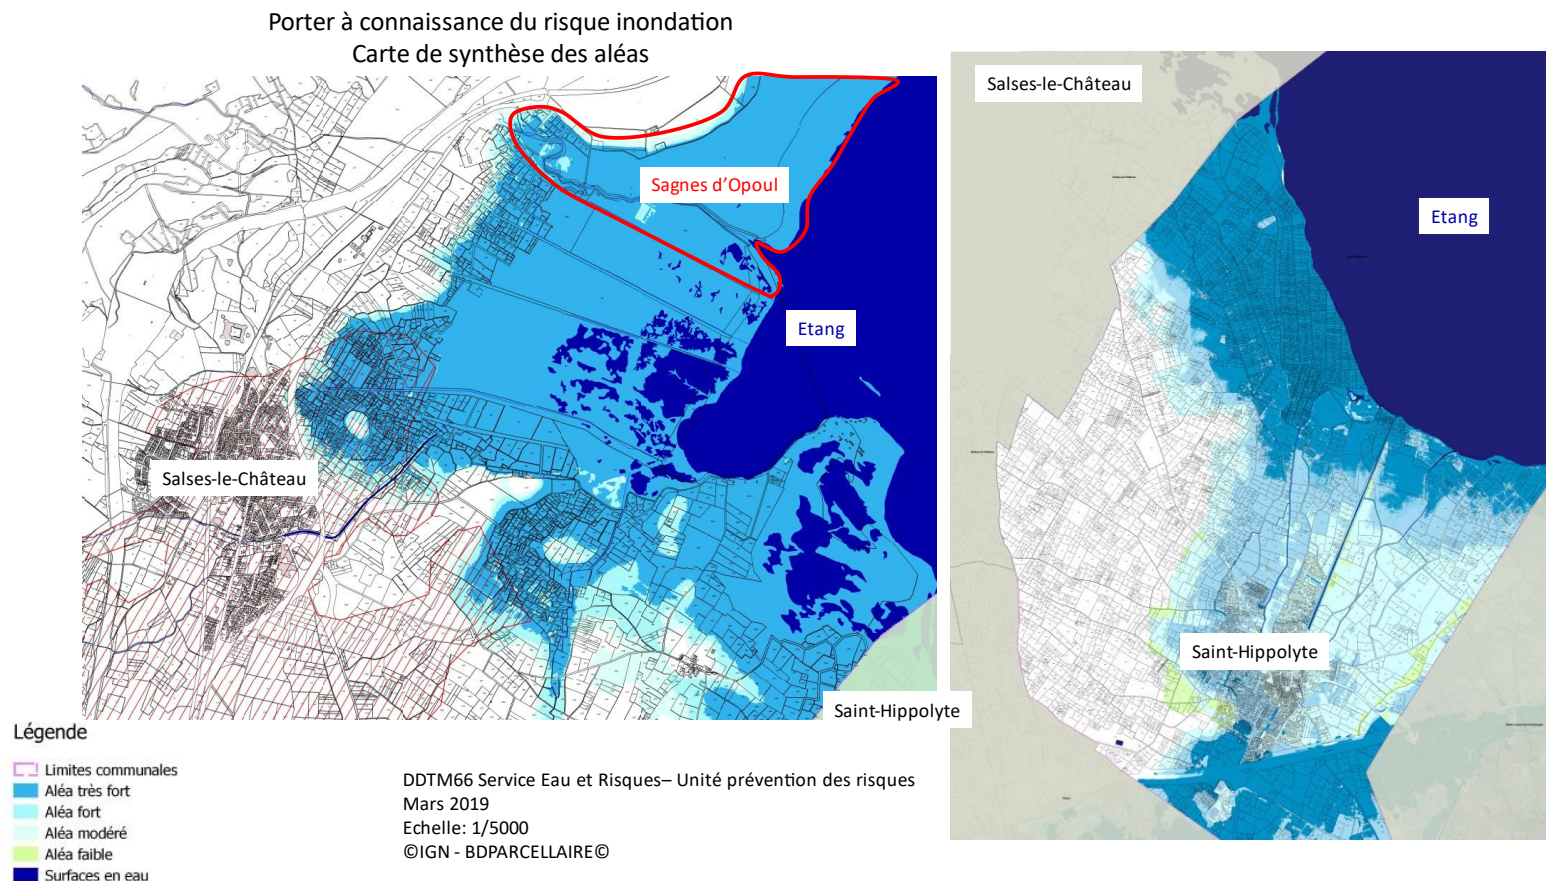 Porter à connaissance du risque inondation
Carte de synthèse des aléas
Salses-le-Château
Sagnes d'Opoul
Etang
Etang
Salses-le-Château
Saint-Hippolyte
Saint-Hippolyte
Légende
Limites communales
Aléa très fort
Aléa fort
Aléa modéré
Aléa faible
Surfaces en eau
DDTM66 Service Eau et Risques– Unité prévention des risques
Mars 2019
Echelle: 1/5000
©IGN - BDPARCELLAIRE©